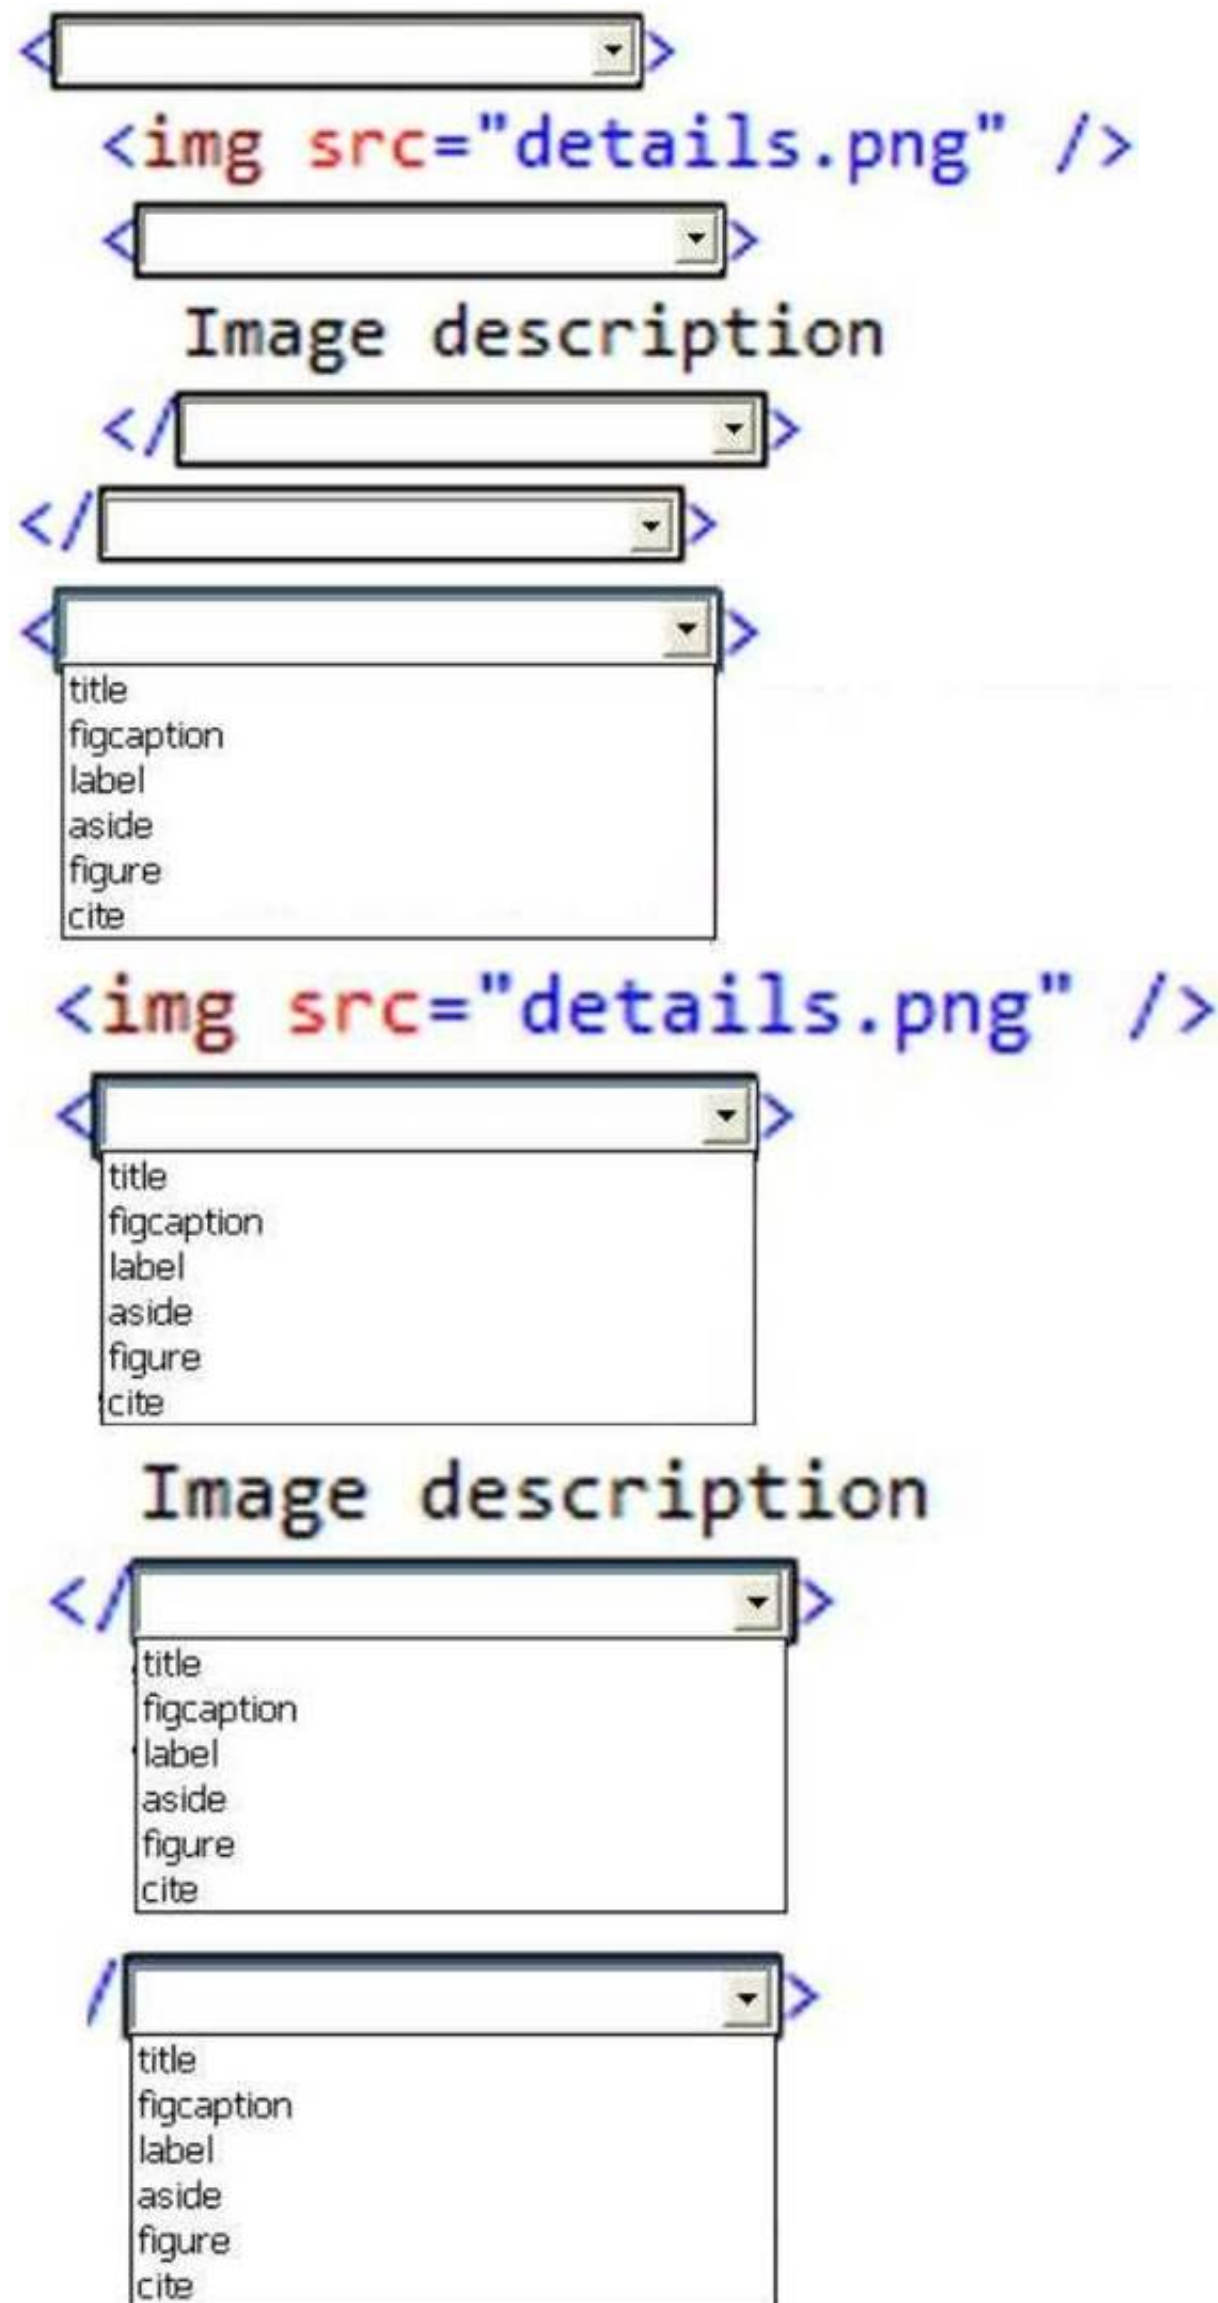 < >
<img src="details.png" />
< >
Image description
</ >
</ >
< >
title
figcaption
label
aside
figure
cite
<img src="details.png" />
< >
title
figcaption
label
aside
figure
cite
Image description
</ >
title
figcaption
label
aside
figure
cite
/ >
title
figcaption
label
aside
figure
cite